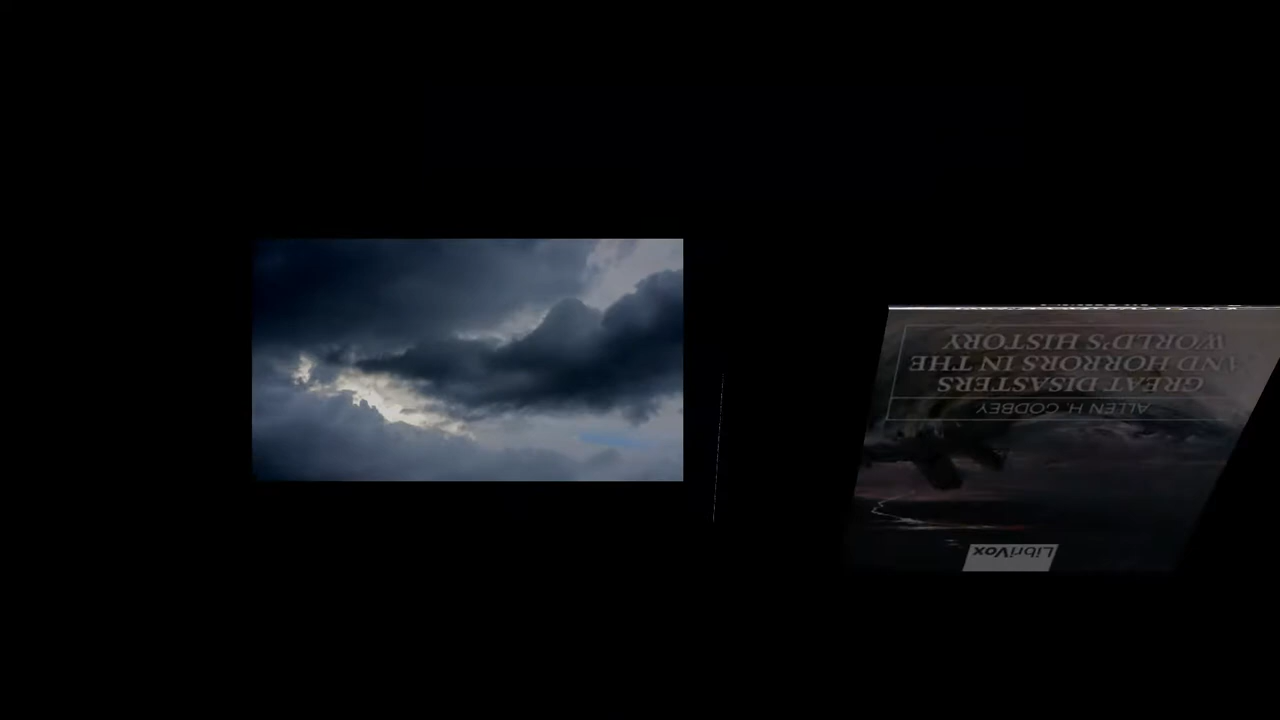 ALLEN H. GODBEY
GREAT DISASTERS
AND HORRORS IN THE
WORLD'S HISTORY
LibriVox